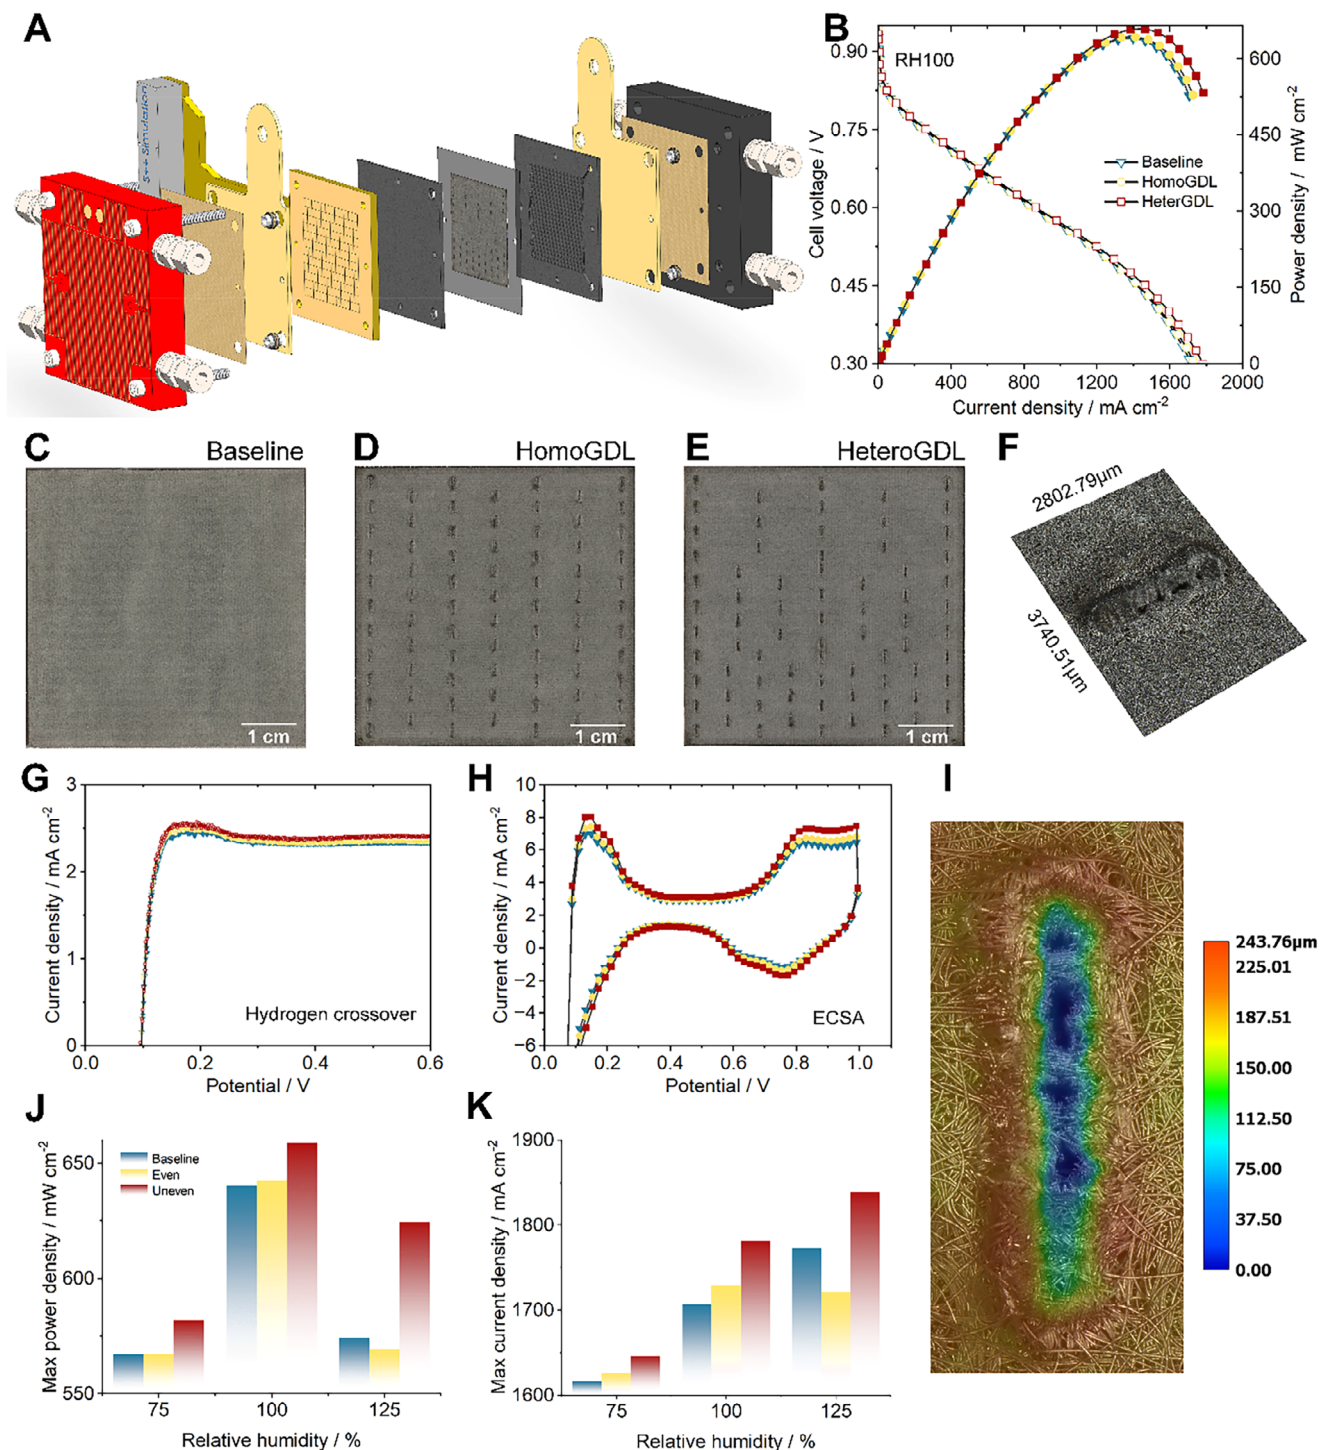 A
S++ Simulation
B
RH100
Baseline
HomoGDL
HeterGDL
0.90
0.75
0.60
0.45
0.30
Cell voltage / V
600
450
300
150
0
Power density / mW cm⁻²
0 400 800 1200 1600 2000
Current density / mA cm⁻²
C Baseline
1 cm
D HomoGDL
1 cm
E HeteroGDL
1 cm
F
2802.79µm
3740.51µm
G
3
2
1
0
Current density / mA cm⁻²
Hydrogen crossover
0.0 0.2 0.4 0.6
Potential / V
H
10
8
6
4
2
0
−2
−4
−6
Current density / mA cm⁻²
ECSA
0.0 0.2 0.4 0.6 0.8 1.0
Potential / V
I
243.76µm
225.01
187.51
150.00
112.50
75.00
37.50
0.00
J
Baseline
Even
Uneven
650
600
550
Max power density / mW cm⁻²
75 100 125
Relative humidity / %
K
1900
1800
1700
1600
Max current density / mA cm⁻²
75 100 125
Relative humidity / %